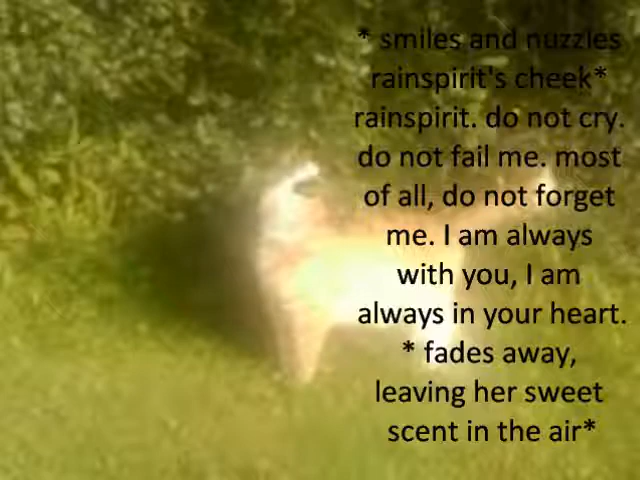 * smiles and nuzzles
rainspirit's cheek*
rainspirit. do not cry.
do not fail me. most
of all, do not forget
me. I am always
with you, I am
always in your heart.
* fades away,
leaving her sweet
scent in the air*